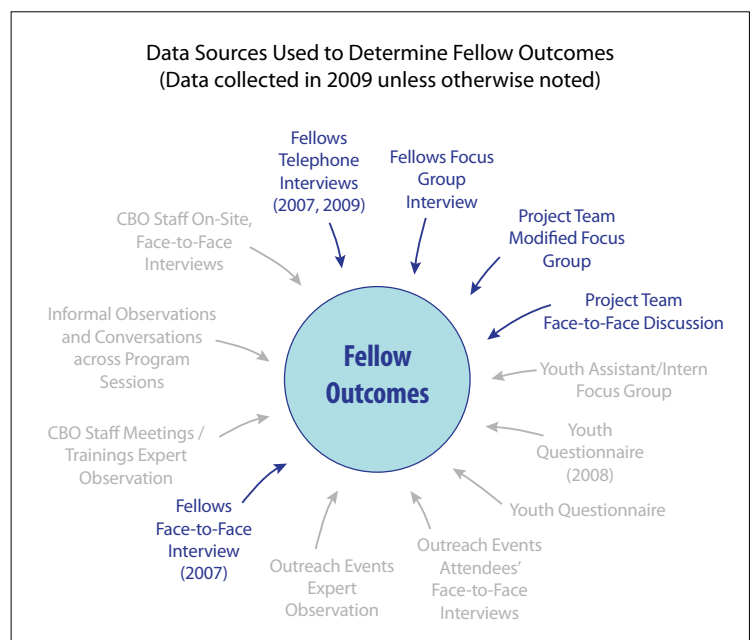 Data Sources Used to Determine Fellow Outcomes
(Data collected in 2009 unless otherwise noted)
Fellows
Telephone
Interviews
(2007, 2009)
Fellows Focus
Group
Interview
Project Team
Modified Focus
Group
Project Team
Face-to-Face Discussion
Youth Assistant/Intern
Focus Group
Youth
Questionnaire
(2008)
Youth Questionnaire
Outreach Events
Attendees'
Face-to-Face
Interviews
Outreach Events
Expert
Observation
Fellows
Face-to-Face
Interview
(2007)
CBO Staff Meetings /
Trainings Expert
Observation
Informal Observations
and Conversations
across Program
Sessions
CBO Staff On-Site,
Face-to-Face
Interviews
Fellow
Outcomes